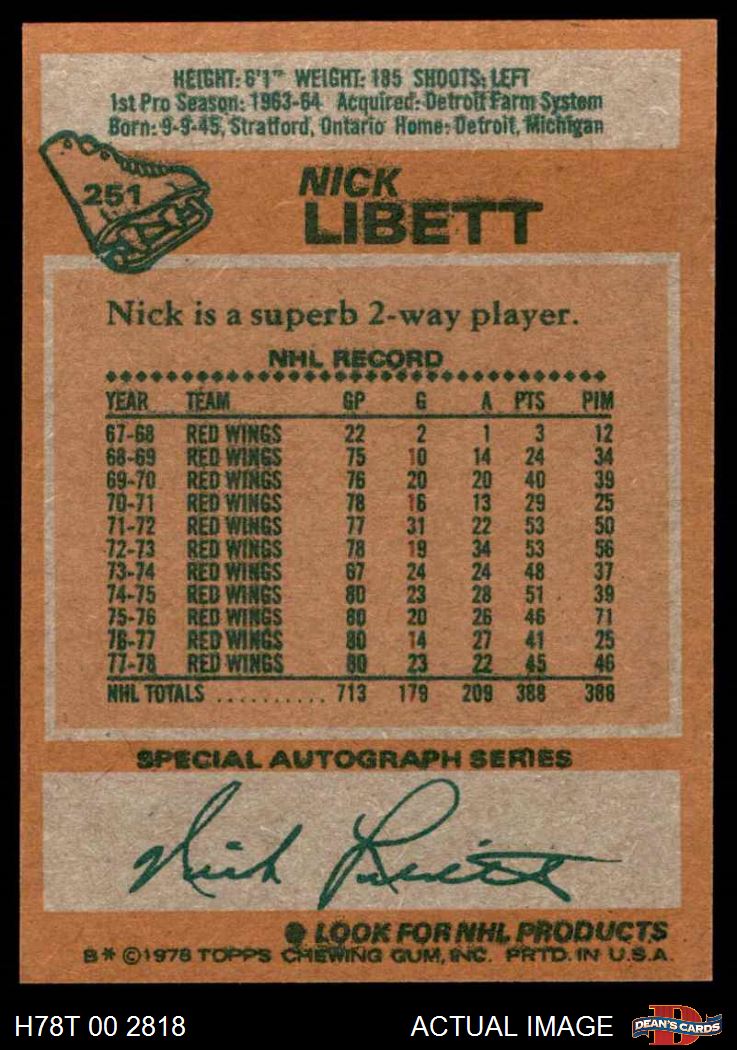 HEIGHT: 6'1" WEIGHT: 185 SHOOTS: LEFT
1st Pro Season: 1963-64 Acquired: Detroit Farm System
Born: 9-9-45, Stratford, Ontario Home: Detroit, Michigan
251
NICK
LIBETT
Nick is a superb 2-way player.
NHL RECORD
YEAR TEAM GP G A PTS PIM
67-68 RED WINGS 22 2 1 3 12
68-69 RED WINGS 75 10 14 24 34
69-70 RED WINGS 76 20 20 40 39
70-71 RED WINGS 78 16 13 29 25
71-72 RED WINGS 77 31 22 53 50
72-73 RED WINGS 78 19 34 53 56
73-74 RED WINGS 67 24 24 48 37
74-75 RED WINGS 80 23 28 51 39
75-76 RED WINGS 80 20 26 46 71
76-77 RED WINGS 80 14 27 41 25
77-78 RED WINGS 80 23 22 45 46
NHL TOTALS .......... 713 179 209 388 388
SPECIAL AUTOGRAPH SERIES
Nick Libett
LOOK FOR NHL PRODUCTS
B* ©1978 TOPPS CHEWING GUM, INC. PRTD. IN U.S.A.
H78T 00 2818 ACTUAL IMAGE DEAN'S CARDS